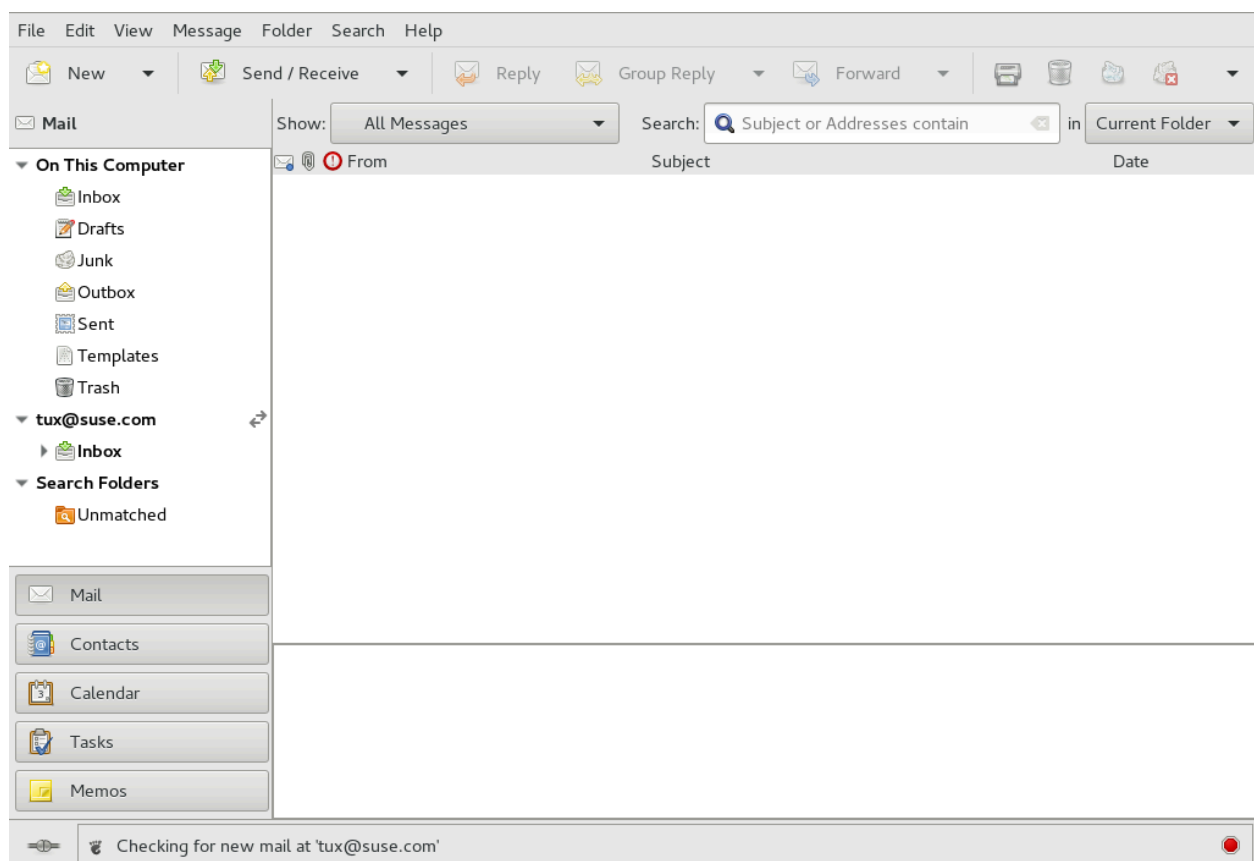 File Edit View Message Folder Search Help
New Send / Receive Reply Group Reply Forward
Mail
Show: All Messages Search: Subject or Addresses contain in Current Folder
On This Computer
From Subject Date
Inbox
Drafts
Junk
Outbox
Sent
Templates
Trash
tux@suse.com
Inbox
Search Folders
Unmatched
Mail
Contacts
Calendar
Tasks
Memos
Checking for new mail at 'tux@suse.com'